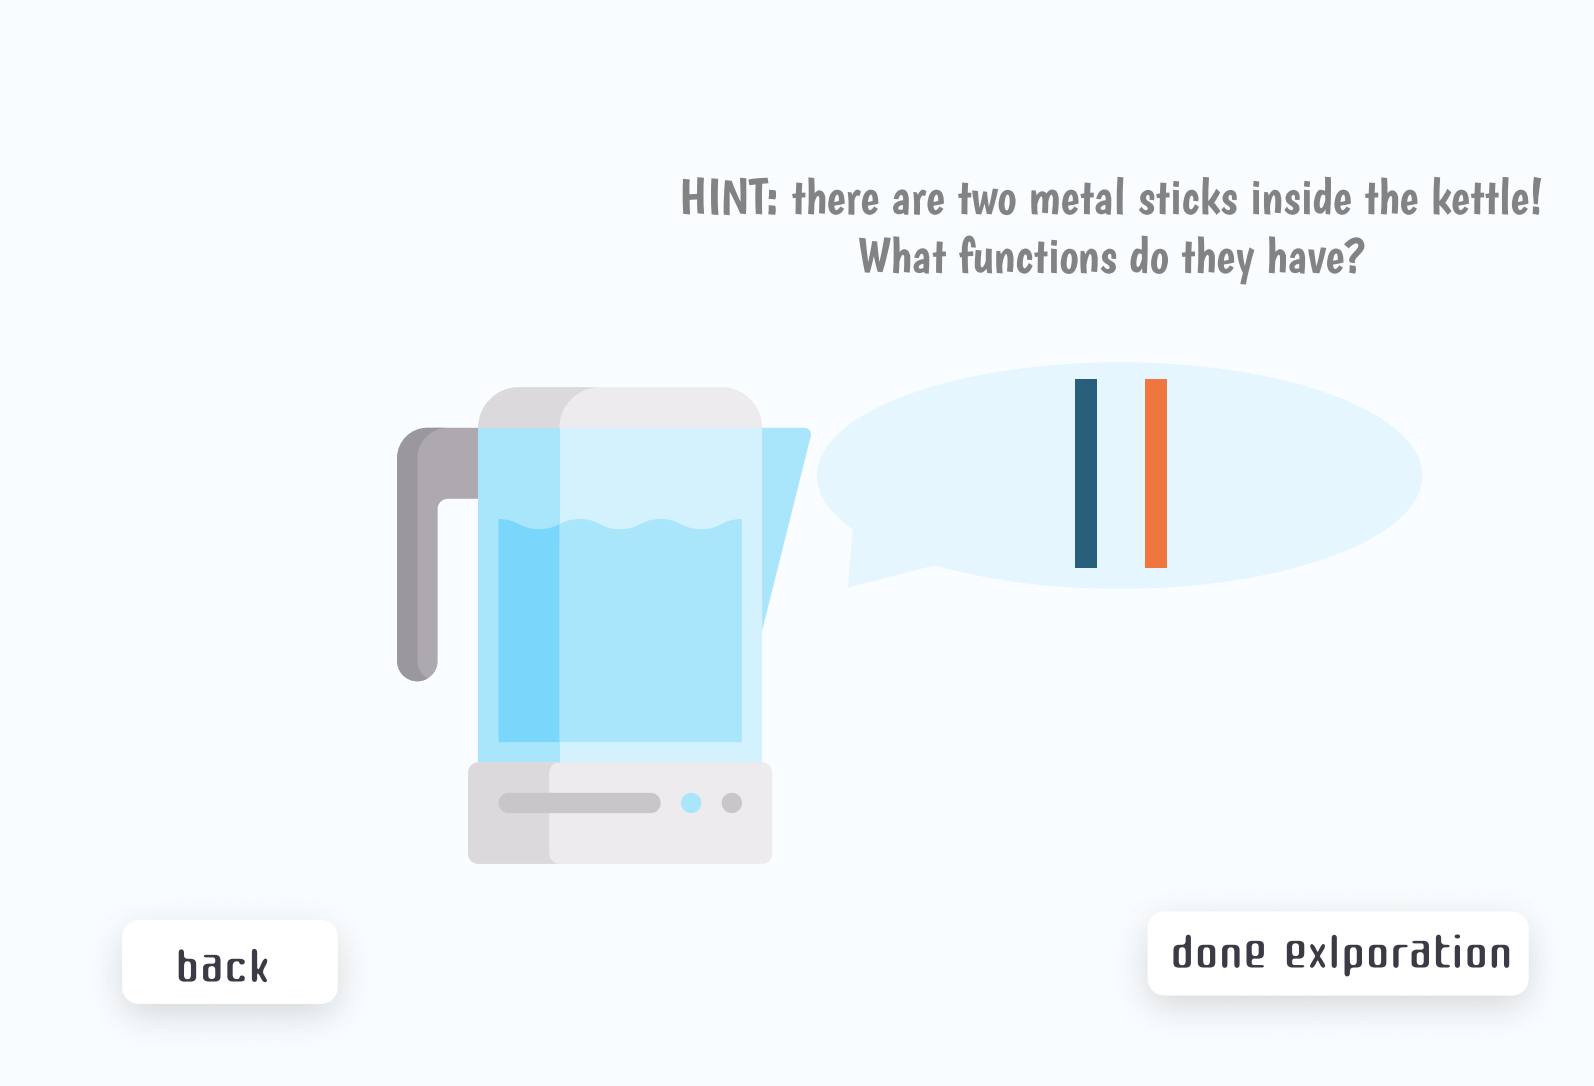 HINT: there are two metal sticks inside the kettle!
What functions do they have?
back
done exlporation